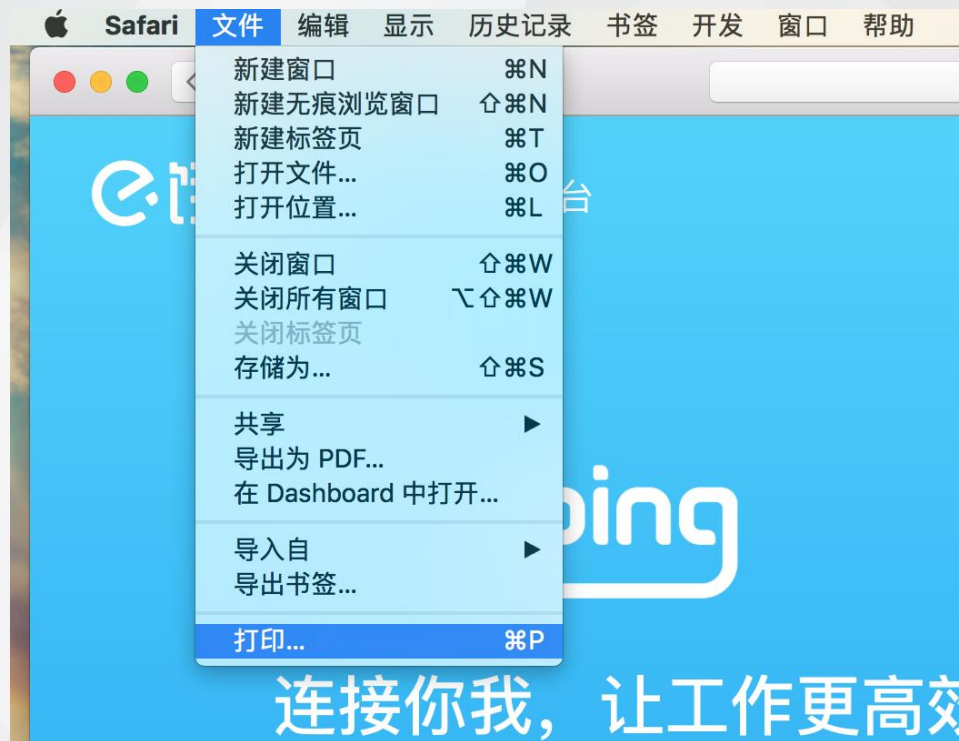 Safari 文件 编辑 显示 历史记录 书签 开发 窗口 帮助
新建窗口 ⌘N
新建无痕浏览窗口 ⇧⌘N
新建标签页 ⌘T
打开文件... ⌘O
打开位置... ⌘L
台
关闭窗口 ⇧⌘W
关闭所有窗口 ⌥⇧⌘W
关闭标签页
存储为... ⇧⌘S
共享 ▶
导出为 PDF...
在 Dashboard 中打开...
ing
导入自 ▶
导出书签...
打印... ⌘P
连接你我，让工作更高效